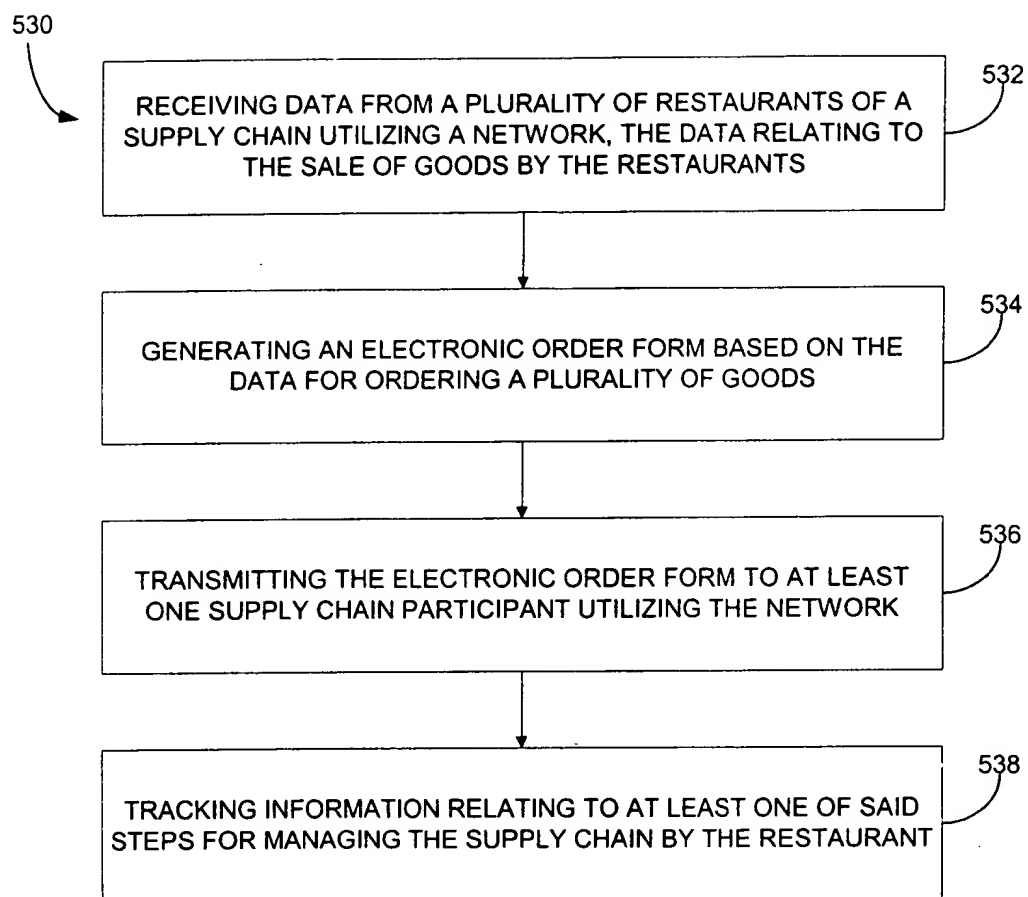 530
532
RECEIVING DATA FROM A PLURALITY OF RESTAURANTS OF A
SUPPLY CHAIN UTILIZING A NETWORK, THE DATA RELATING TO
THE SALE OF GOODS BY THE RESTAURANTS
534
GENERATING AN ELECTRONIC ORDER FORM BASED ON THE
DATA FOR ORDERING A PLURALITY OF GOODS
536
TRANSMITTING THE ELECTRONIC ORDER FORM TO AT LEAST
ONE SUPPLY CHAIN PARTICIPANT UTILIZING THE NETWORK
538
TRACKING INFORMATION RELATING TO AT LEAST ONE OF SAID
STEPS FOR MANAGING THE SUPPLY CHAIN BY THE RESTAURANT